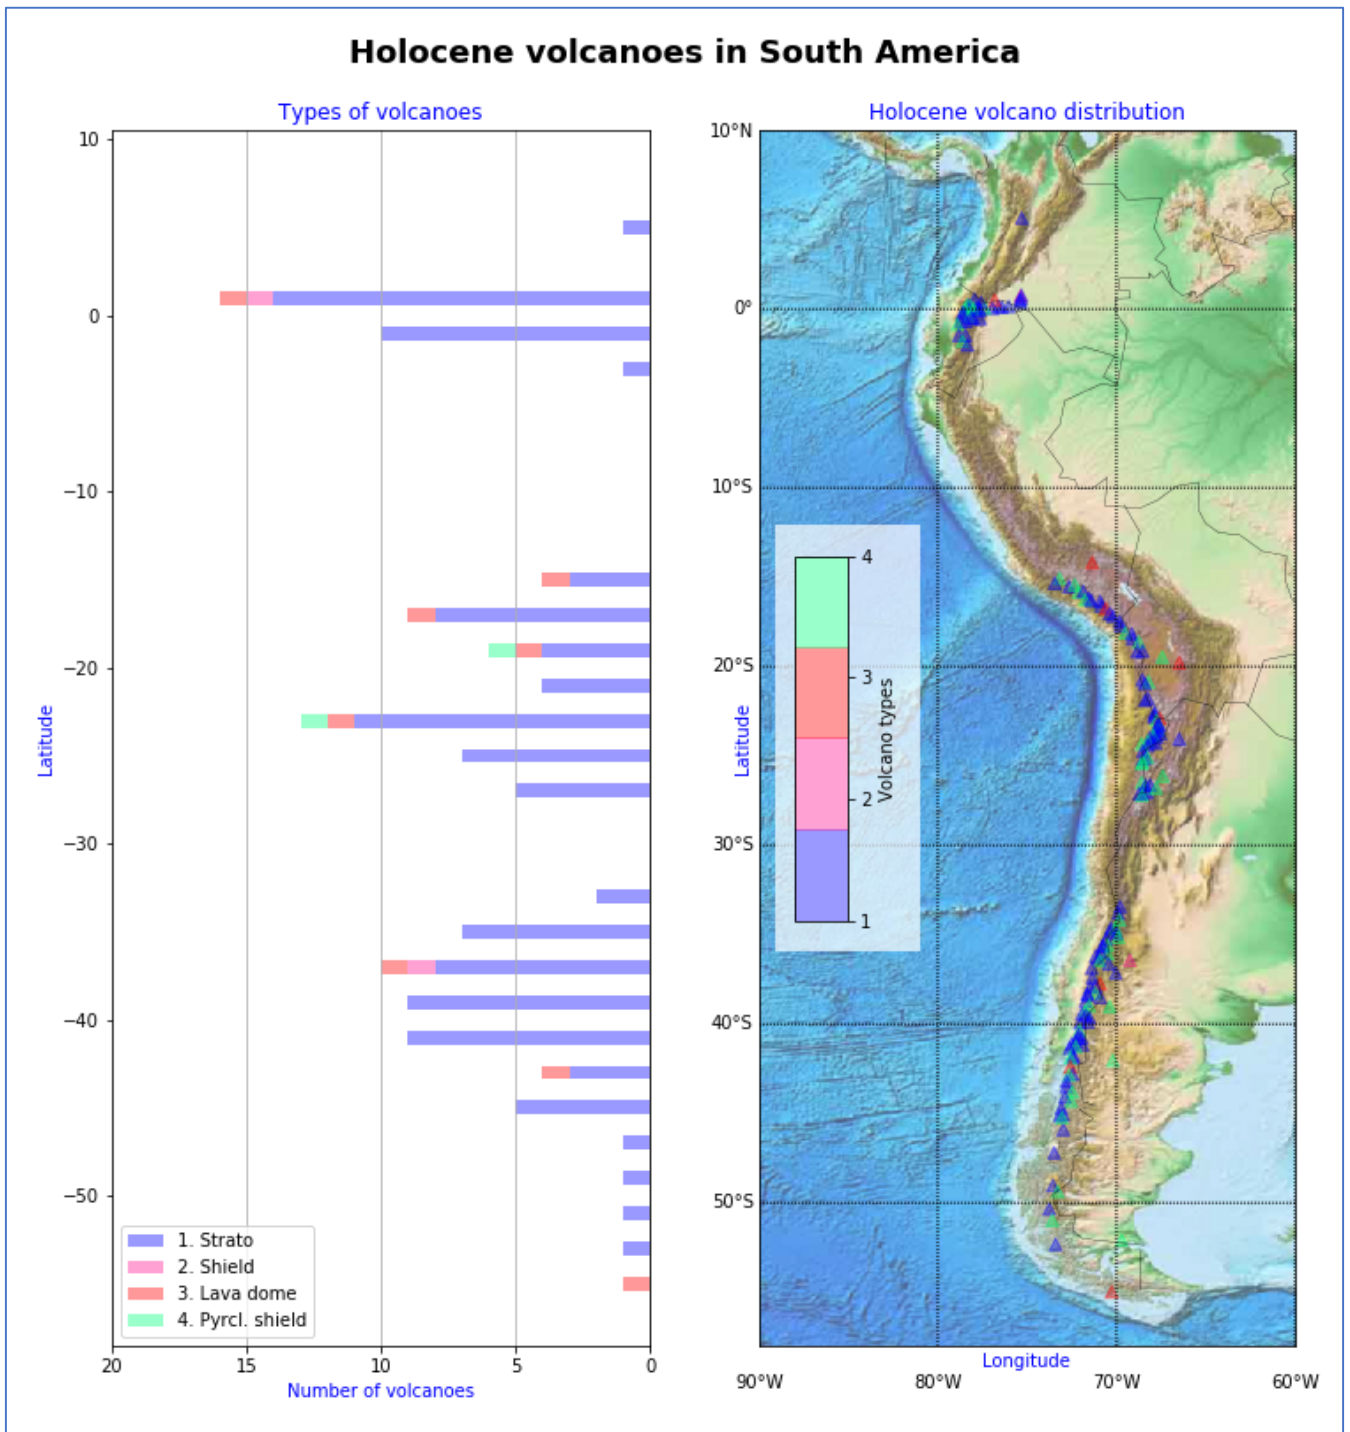 Holocene volcanoes in South America
Types of volcanoes
10
0
−10
−20
−30
−40
−50
Latitude
1. Strato
2. Shield
3. Lava dome
4. Pyrcl. shield
20 15 10 5 0
Number of volcanoes
Holocene volcano distribution
10°N
0°
10°S
20°S
30°S
40°S
50°S
Latitude
4
3
2
1
Volcano types
Longitude
90°W 80°W 70°W 60°W